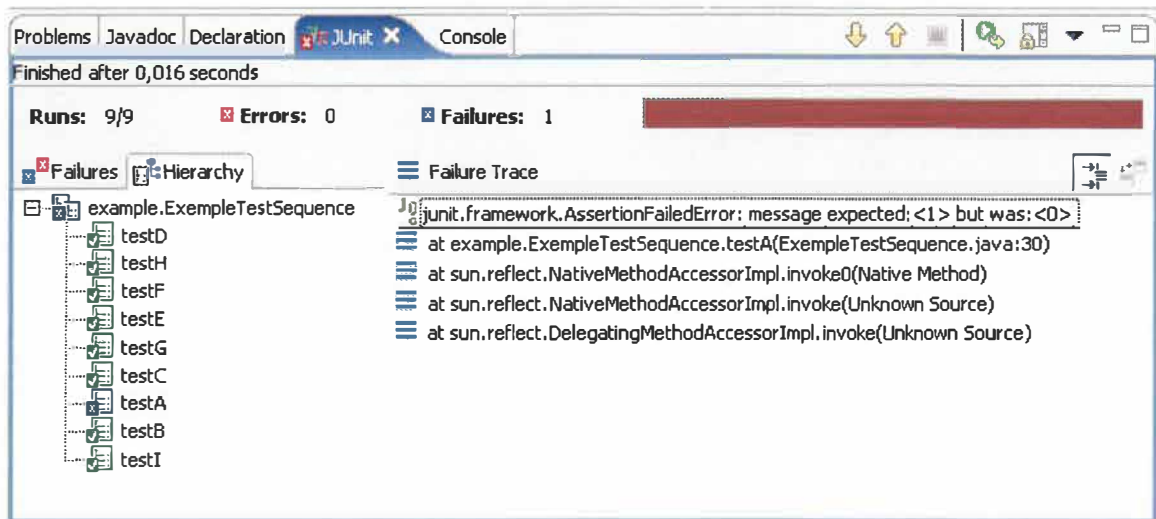 Problems Javadoc Declaration JUnit Console
Finished after 0,016 seconds
Runs: 9/9 Errors: 0 Failures: 1
Failures Hierarchy
Failure Trace
example.ExempleTestSequence
testD
testH
testF
testE
testG
testC
testA
testB
testI
junit.framework.AssertionFailedError: message expected:<1> but was:<0>
at example.ExempleTestSequence.testA(ExempleTestSequence.java:30)
at sun.reflect.NativeMethodAccessorImpl.invoke0(Native Method)
at sun.reflect.NativeMethodAccessorImpl.invoke(Unknown Source)
at sun.reflect.DelegatingMethodAccessorImpl.invoke(Unknown Source)